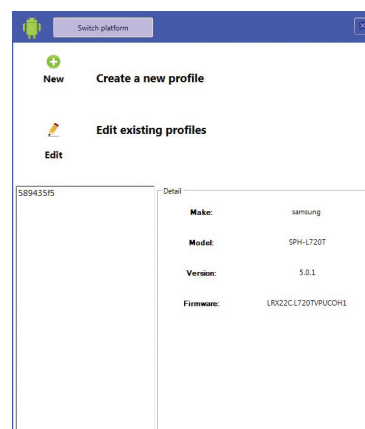 Switch platform
New Create a new profile
Edit existing profiles
Edit
589435f5
Detail
Make: samsung
Model: SPH-L720T
Version: 5.0.1
Firmware: LRX22C.L720TVPUCOH1